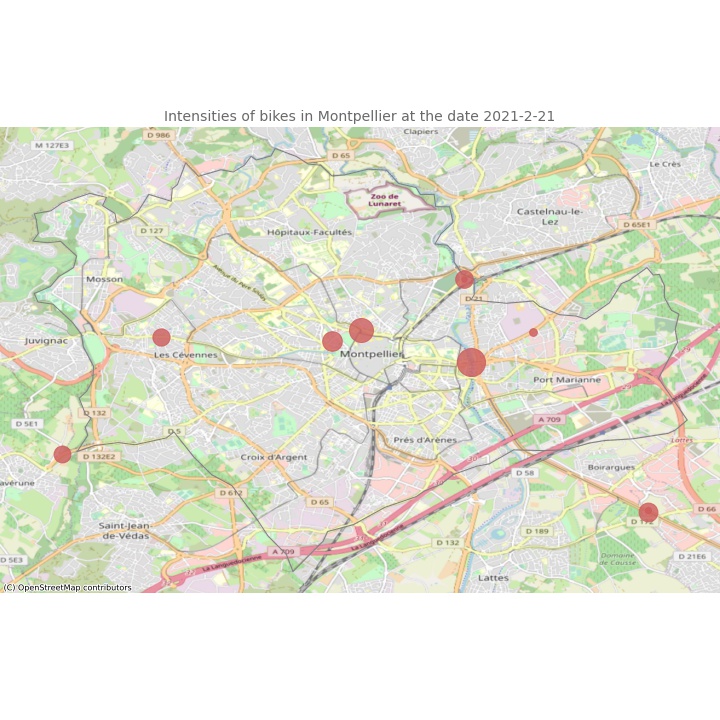 Intensities of bikes in Montpellier at the date 2021-2-21
Clapiers
D 986
M 127E3
D 65
Le Crès
Zoo de
Lunaret
Castelnau-le-
Lez
D 65E1
D 127
Hôpitaux-Facultés
Mosson
D 21
Juvignac
Les Cévennes
Montpellier
Port Marianne
D 132
D 5E1
A 709
D 5
Prés d'Arènes
Lattes
D 132E2
Croix d'Argent
Boirargues
D 58
D 612
D 65
D 66
Saint-Jean-
de-Védas
D 189
D 132
A 709
La Languedocienne
D 5E3
D 21E6
Domaine
de Causse
(C) OpenStreetMap contributors